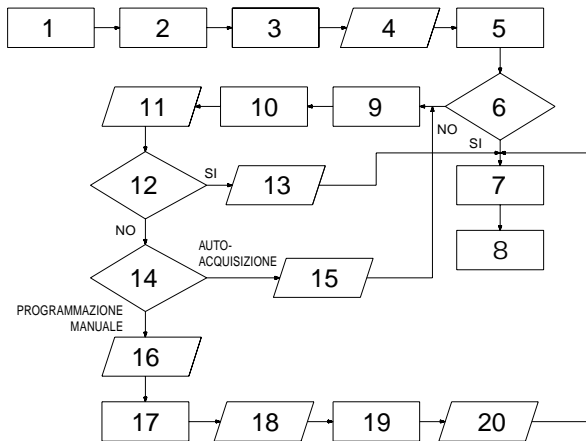 1 2 3 4 5
11 10 9 6
NO
SI
12 SI 13 7
NO
AUTO-
ACQUISIZIONE
8
14 15
PROGRAMMAZIONE
MANUALE
16
17 18 19 20